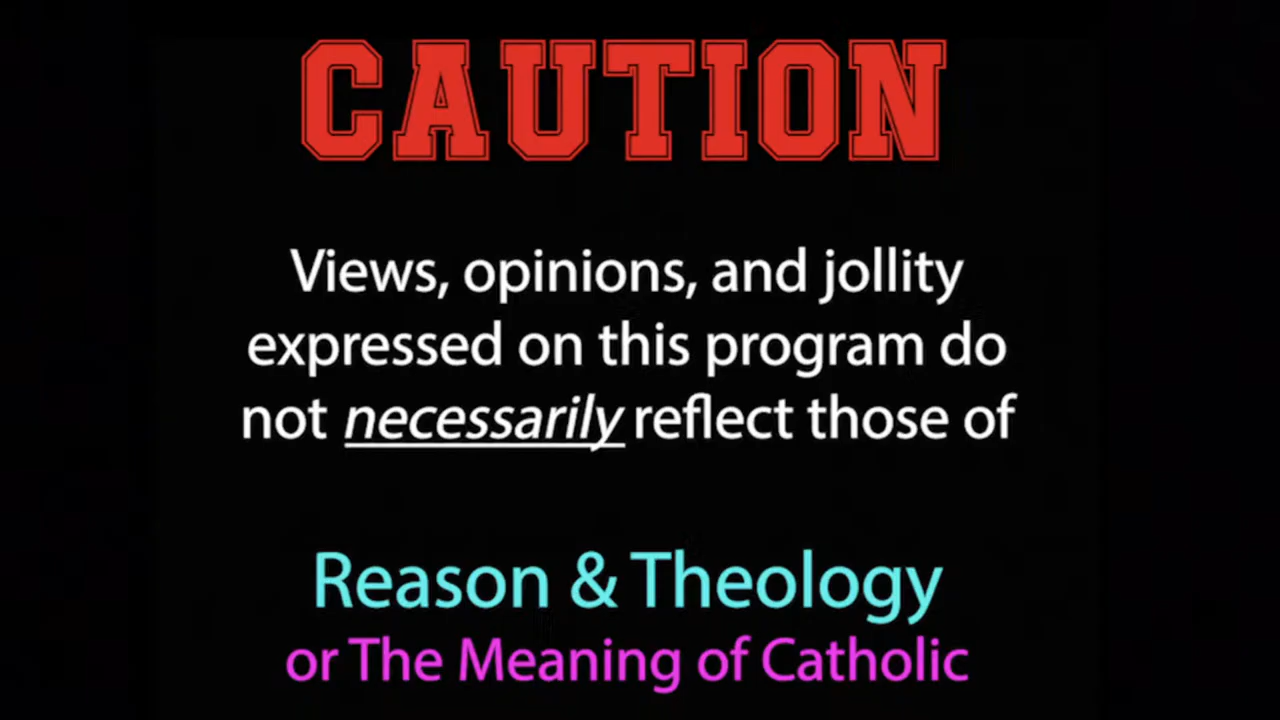 CAUTION
Views, opinions, and jollity
expressed on this program do
not necessarily reflect those of
Reason & Theology
or The Meaning of Catholic